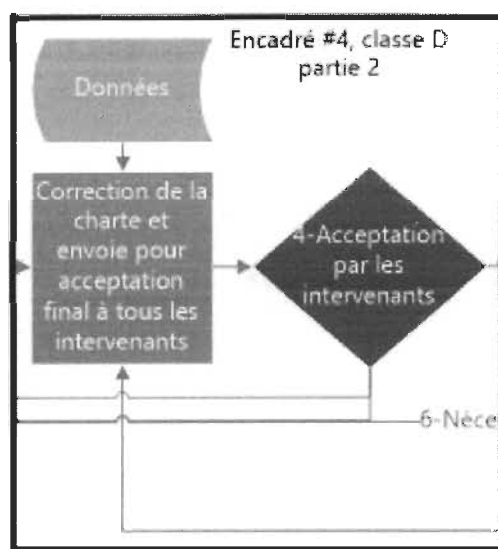 Encadré #4, classe D
partie 2
Données
Correction de la
charte et
envoie pour
acceptation
final à tous les
intervenants
4-Acceptation
par les
intervenants
6-Néce